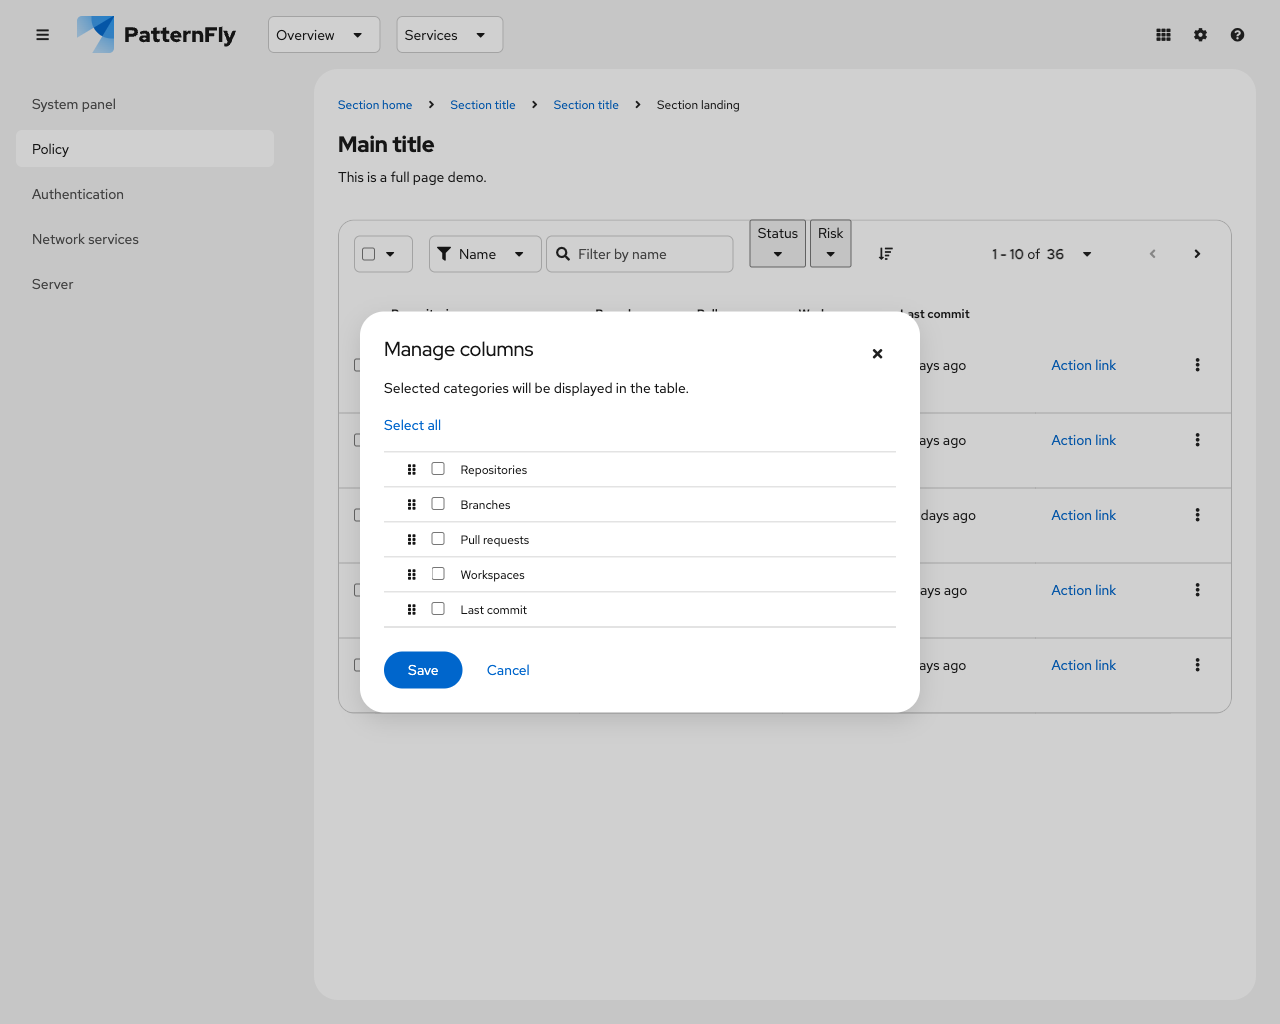 PatternFly Overview Services
System panel
Policy
Authentication
Network services
Server
Section home Section title Section title Section landing
Main title
This is a full page demo.
Name Filter by name Status Risk 1 - 10 of 36
commit
ays ago Action link
ays ago Action link
days ago Action link
ays ago Action link
ays ago Action link
Manage columns
Selected categories will be displayed in the table.
Select all
Repositories
Branches
Pull requests
Workspaces
Last commit
Save Cancel